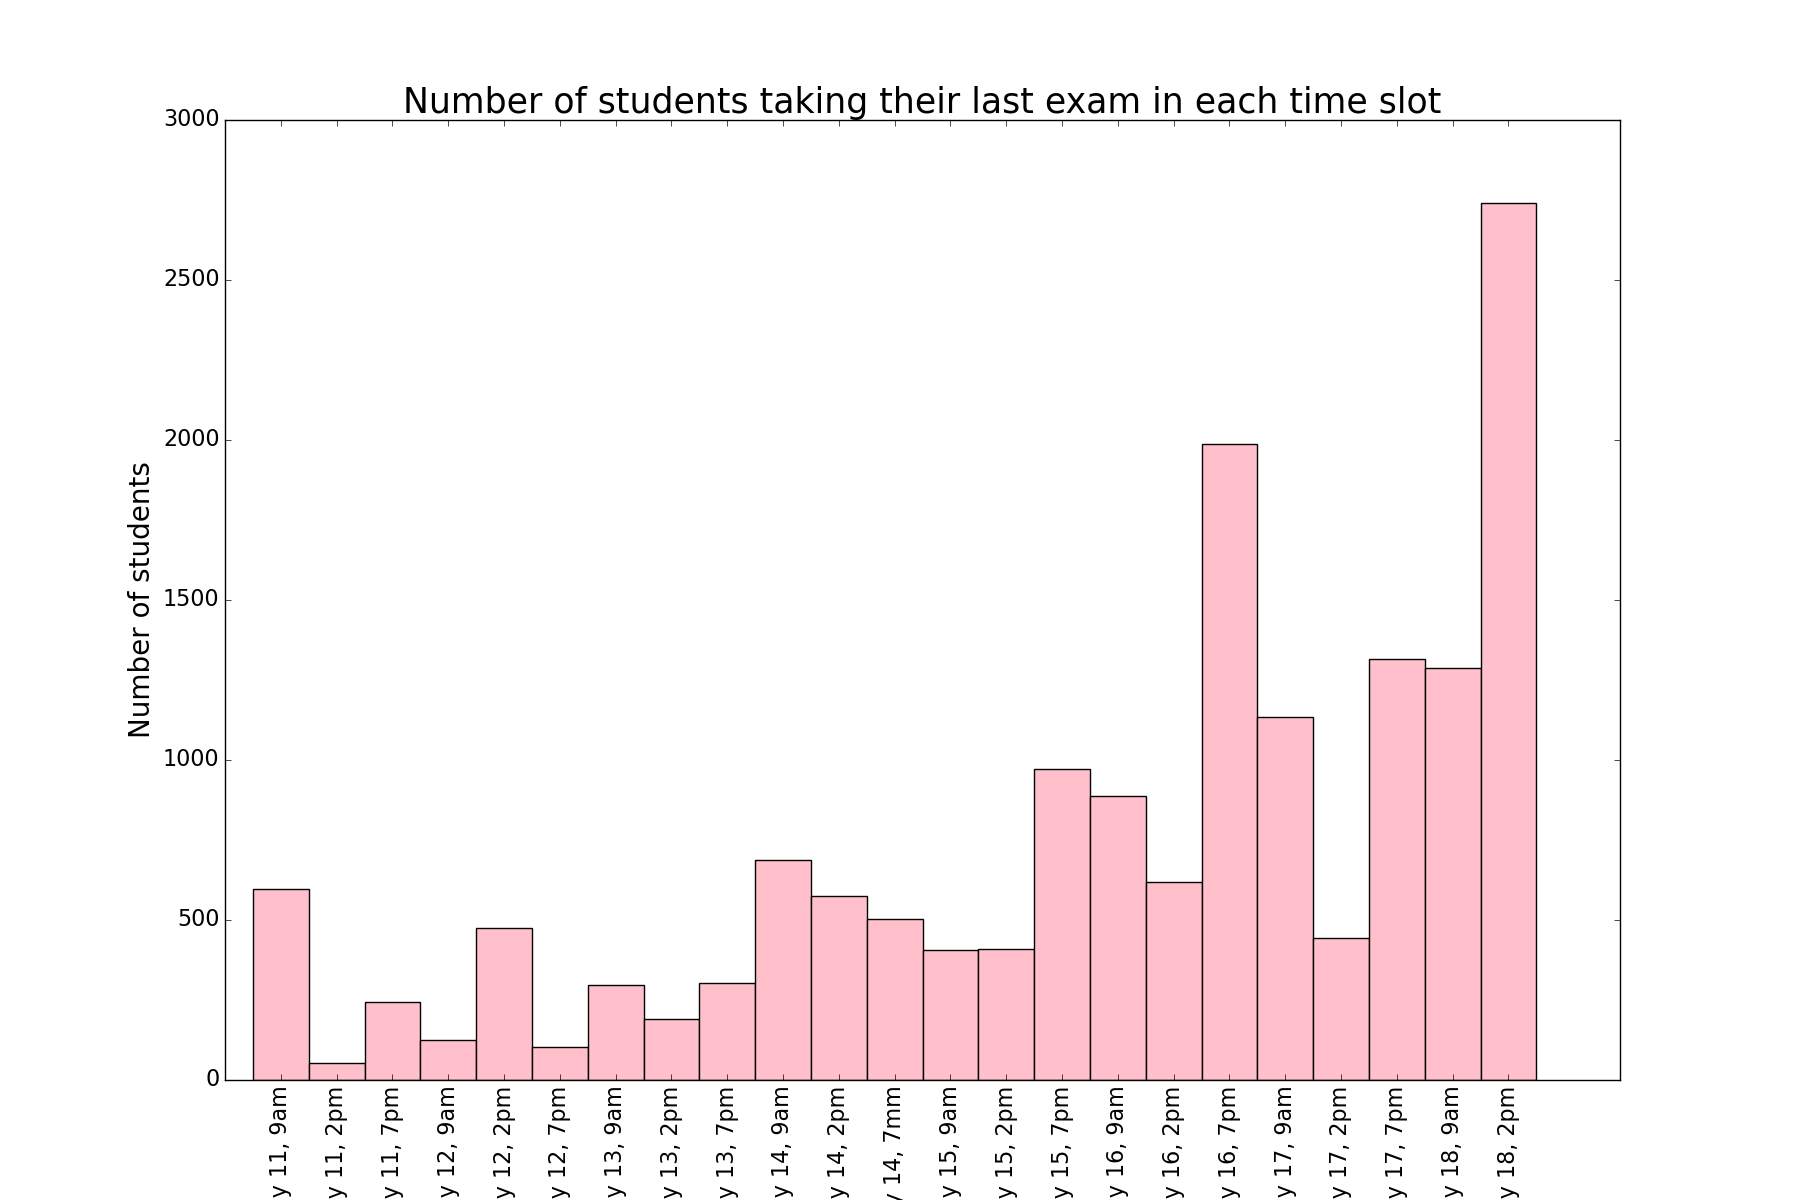 Number of students taking their last exam in each time slot
Number of students
3000
2500
2000
1500
1000
500
0
y 11, 9am
y 11, 2pm
y 11, 7pm
y 12, 9am
y 12, 2pm
y 12, 7pm
y 13, 9am
y 13, 2pm
y 13, 7pm
y 14, 9am
y 14, 2pm
y 14, 7mm
y 15, 9am
y 15, 2pm
y 15, 7pm
y 16, 9am
y 16, 2pm
y 16, 7pm
y 17, 9am
y 17, 2pm
y 17, 7pm
y 18, 9am
y 18, 2pm